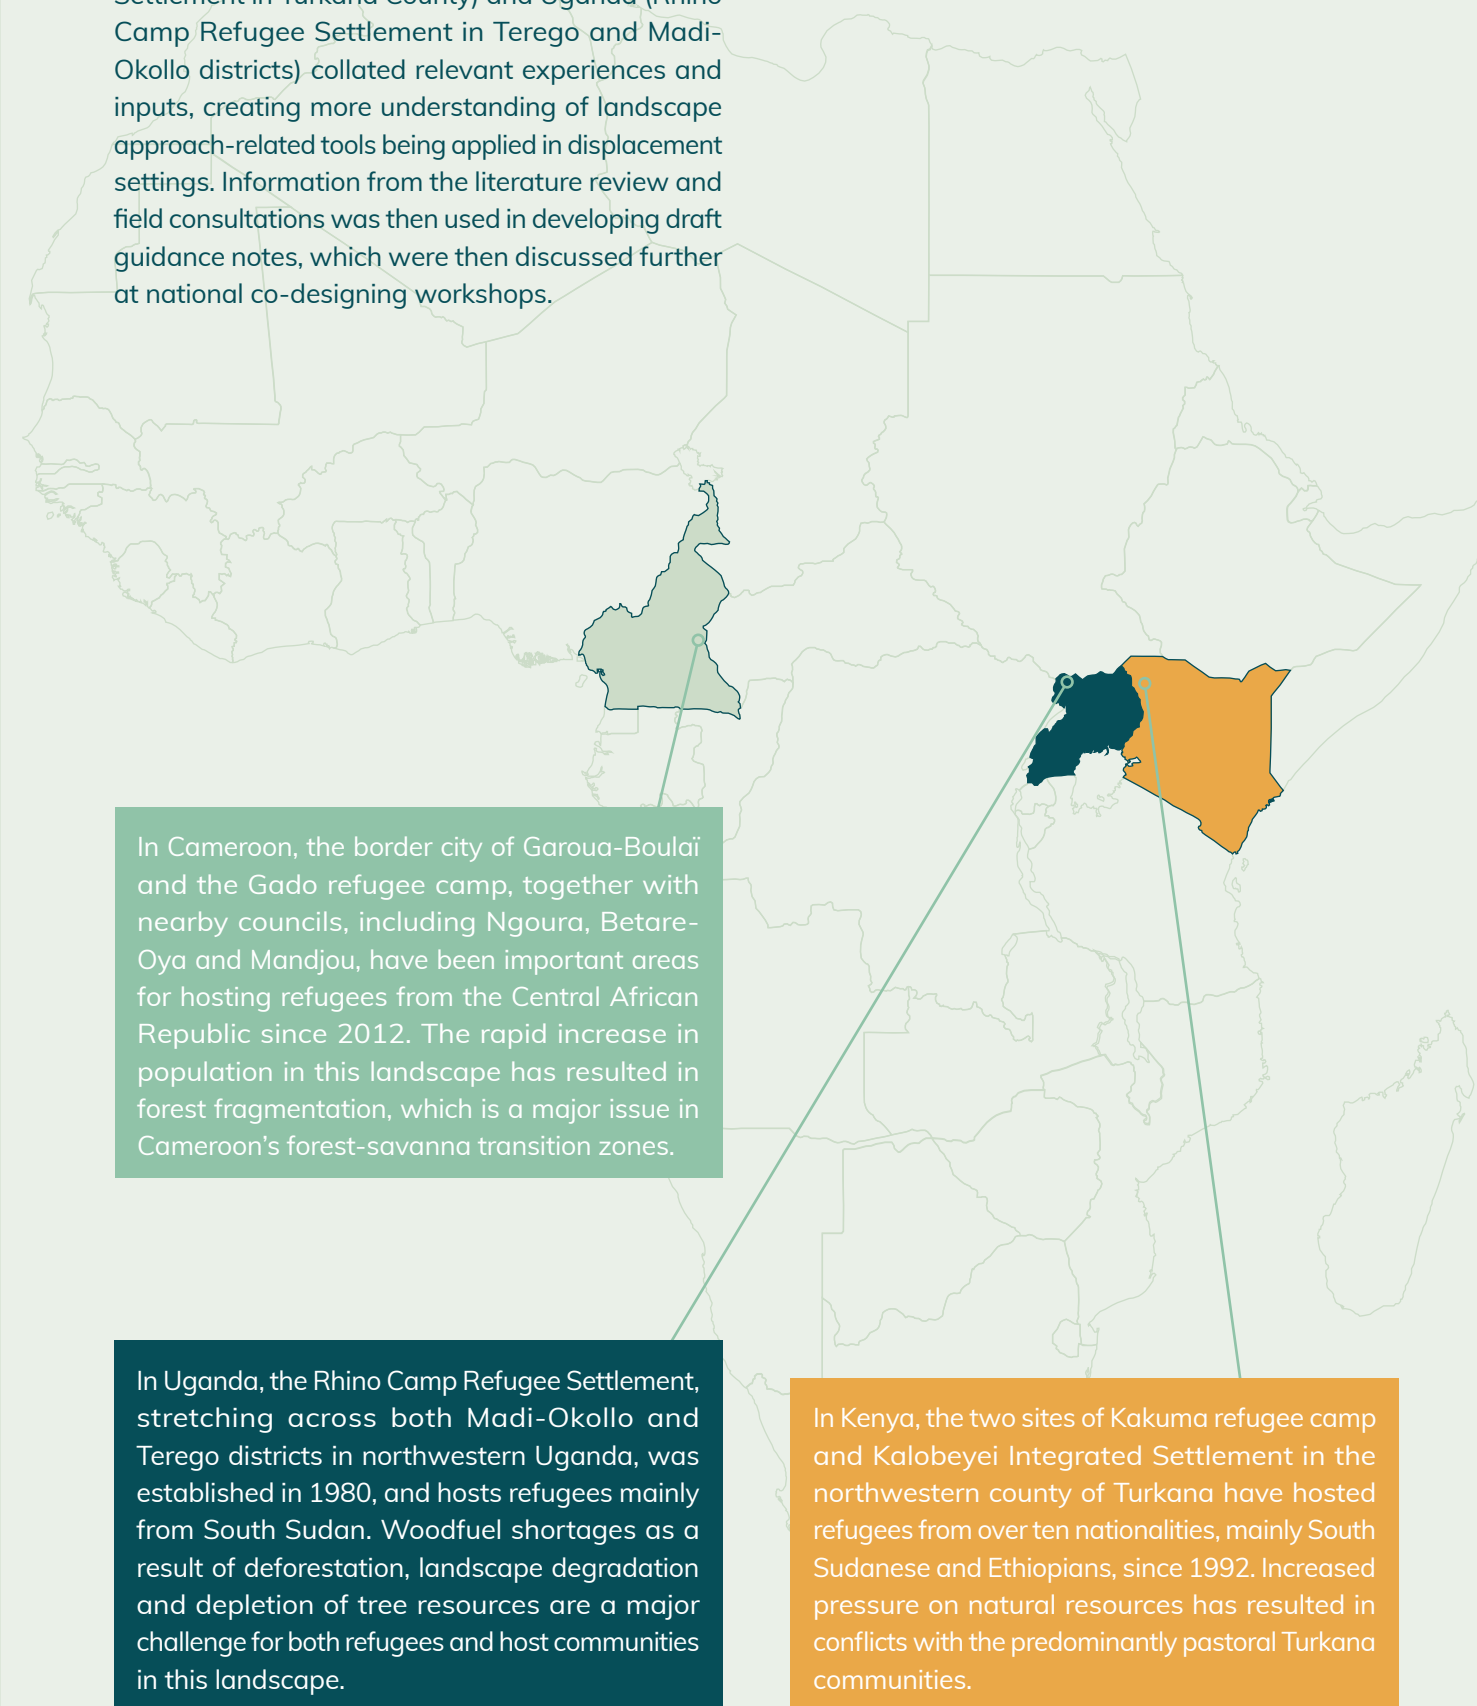 Settlement in Turkana County) and Uganda (Rhino
Camp Refugee Settlement in Terego and Madi-
Okollo districts) collated relevant experiences and
inputs, creating more understanding of landscape
approach-related tools being applied in displacement
settings. Information from the literature review and
field consultations was then used in developing draft
guidance notes, which were then discussed further
at national co-designing workshops.
In Cameroon, the border city of Garoua-Boulaï
and the Gado refugee camp, together with
nearby councils, including Ngoura, Betare-
Oya and Mandjou, have been important areas
for hosting refugees from the Central African
Republic since 2012. The rapid increase in
population in this landscape has resulted in
forest fragmentation, which is a major issue in
Cameroon’s forest-savanna transition zones.
In Uganda, the Rhino Camp Refugee Settlement,
stretching across both Madi-Okollo and
Terego districts in northwestern Uganda, was
established in 1980, and hosts refugees mainly
from South Sudan. Woodfuel shortages as a
result of deforestation, landscape degradation
and depletion of tree resources are a major
challenge for both refugees and host communities
in this landscape.
In Kenya, the two sites of Kakuma refugee camp
and Kalobeyei Integrated Settlement in the
northwestern county of Turkana have hosted
refugees from over ten nationalities, mainly South
Sudanese and Ethiopians, since 1992. Increased
pressure on natural resources has resulted in
conflicts with the predominantly pastoral Turkana
communities.